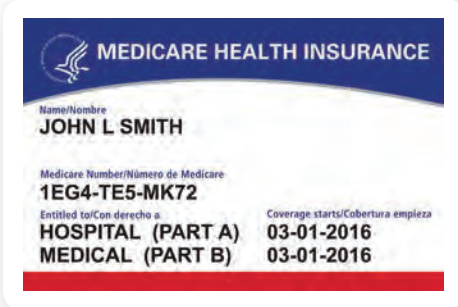 MEDICARE HEALTH INSURANCE
Name/Nombre
JOHN L SMITH
Medicare Number/Número de Medicare
1EG4-TE5-MK72
Entitled to/Con derecho a
Coverage starts/Cobertura empieza
HOSPITAL (PART A) 03-01-2016
MEDICAL (PART B) 03-01-2016